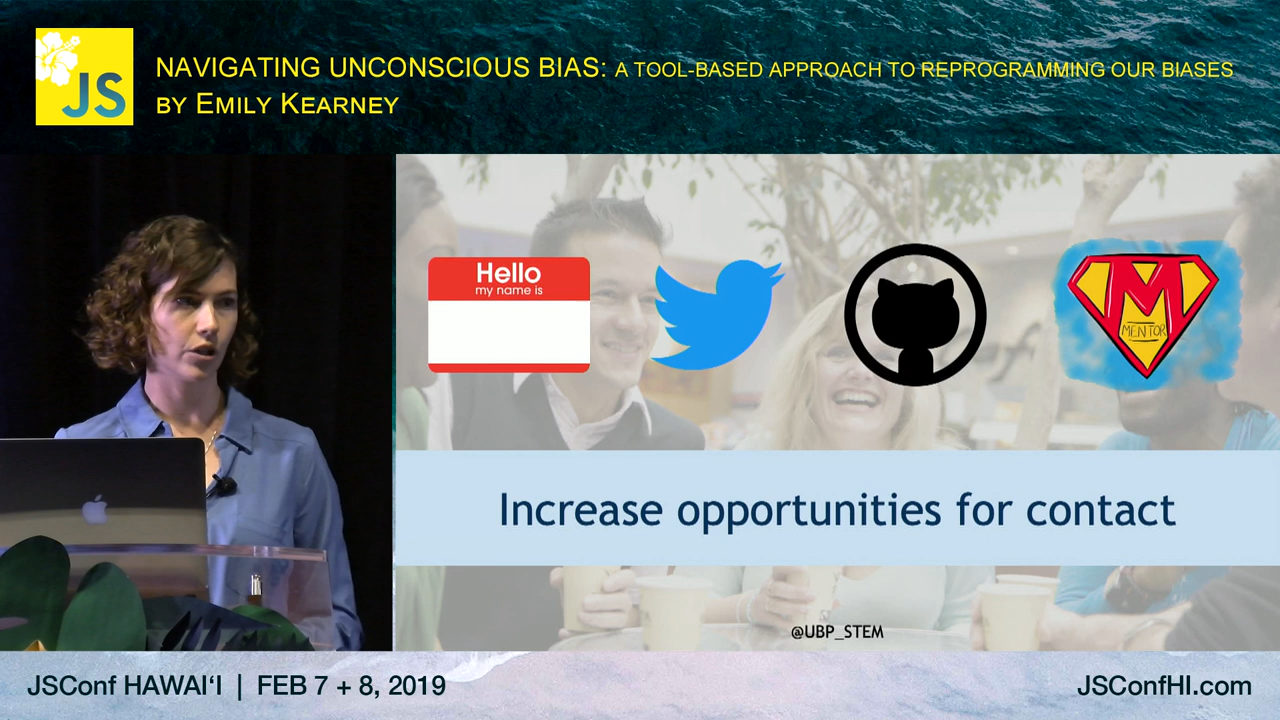 JS
NAVIGATING UNCONSCIOUS BIAS: A TOOL-BASED APPROACH TO REPROGRAMMING OUR BIASES
BY EMILY KEARNEY
Hello
my name is
M
MENTOR
Increase opportunities for contact
@UBP_STEM
JSConf HAWAIʻI | FEB 7 + 8, 2019
JSConfHI.com